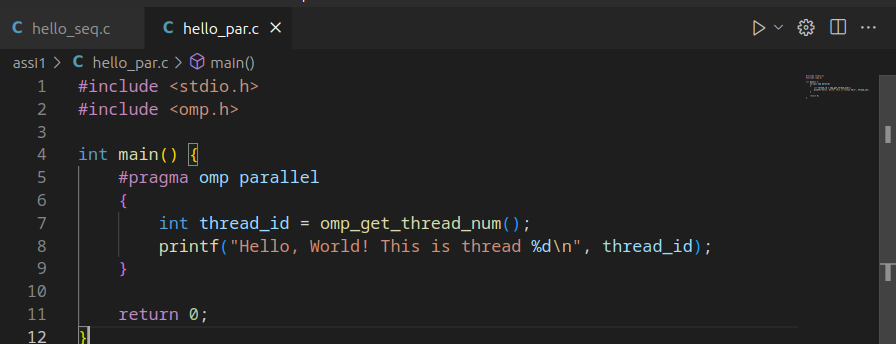 C hello_seq.c C hello_par.c ×
assi1 > C hello_par.c > main()
1 #include <stdio.h>
2 #include <omp.h>
3
4 int main() {
5 #pragma omp parallel
6 {
7 int thread_id = omp_get_thread_num();
8 printf("Hello, World! This is thread %d\n", thread_id);
9 }
10
11 return 0;
12 }